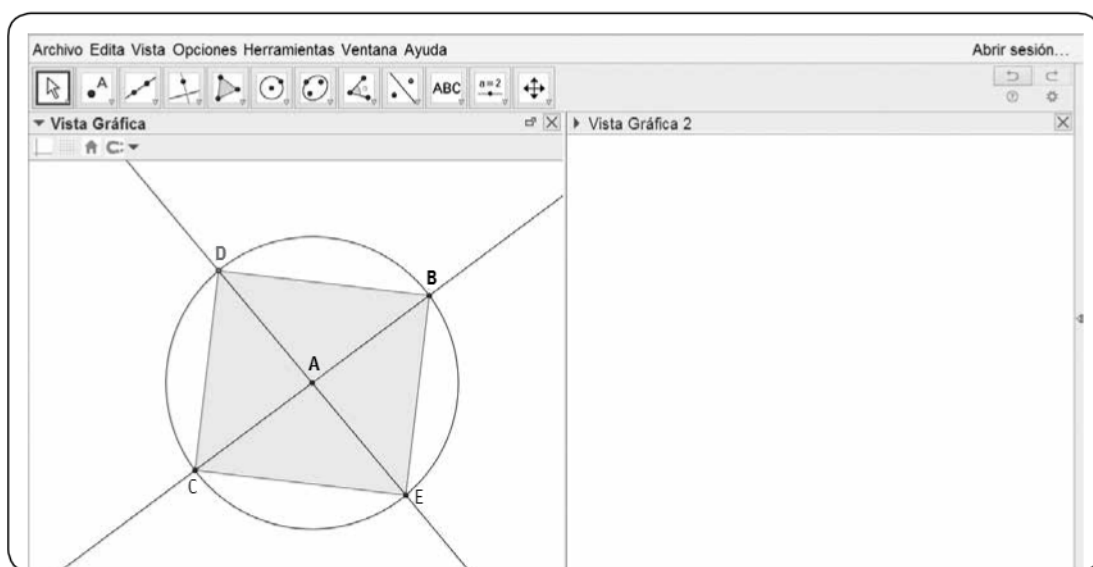 Archivo Edita Vista Opciones Herramientas Ventana Ayuda Abrir sesión...
A ABC a=2
Vista Gráfica Vista Gráfica 2
D
B
A
C
E